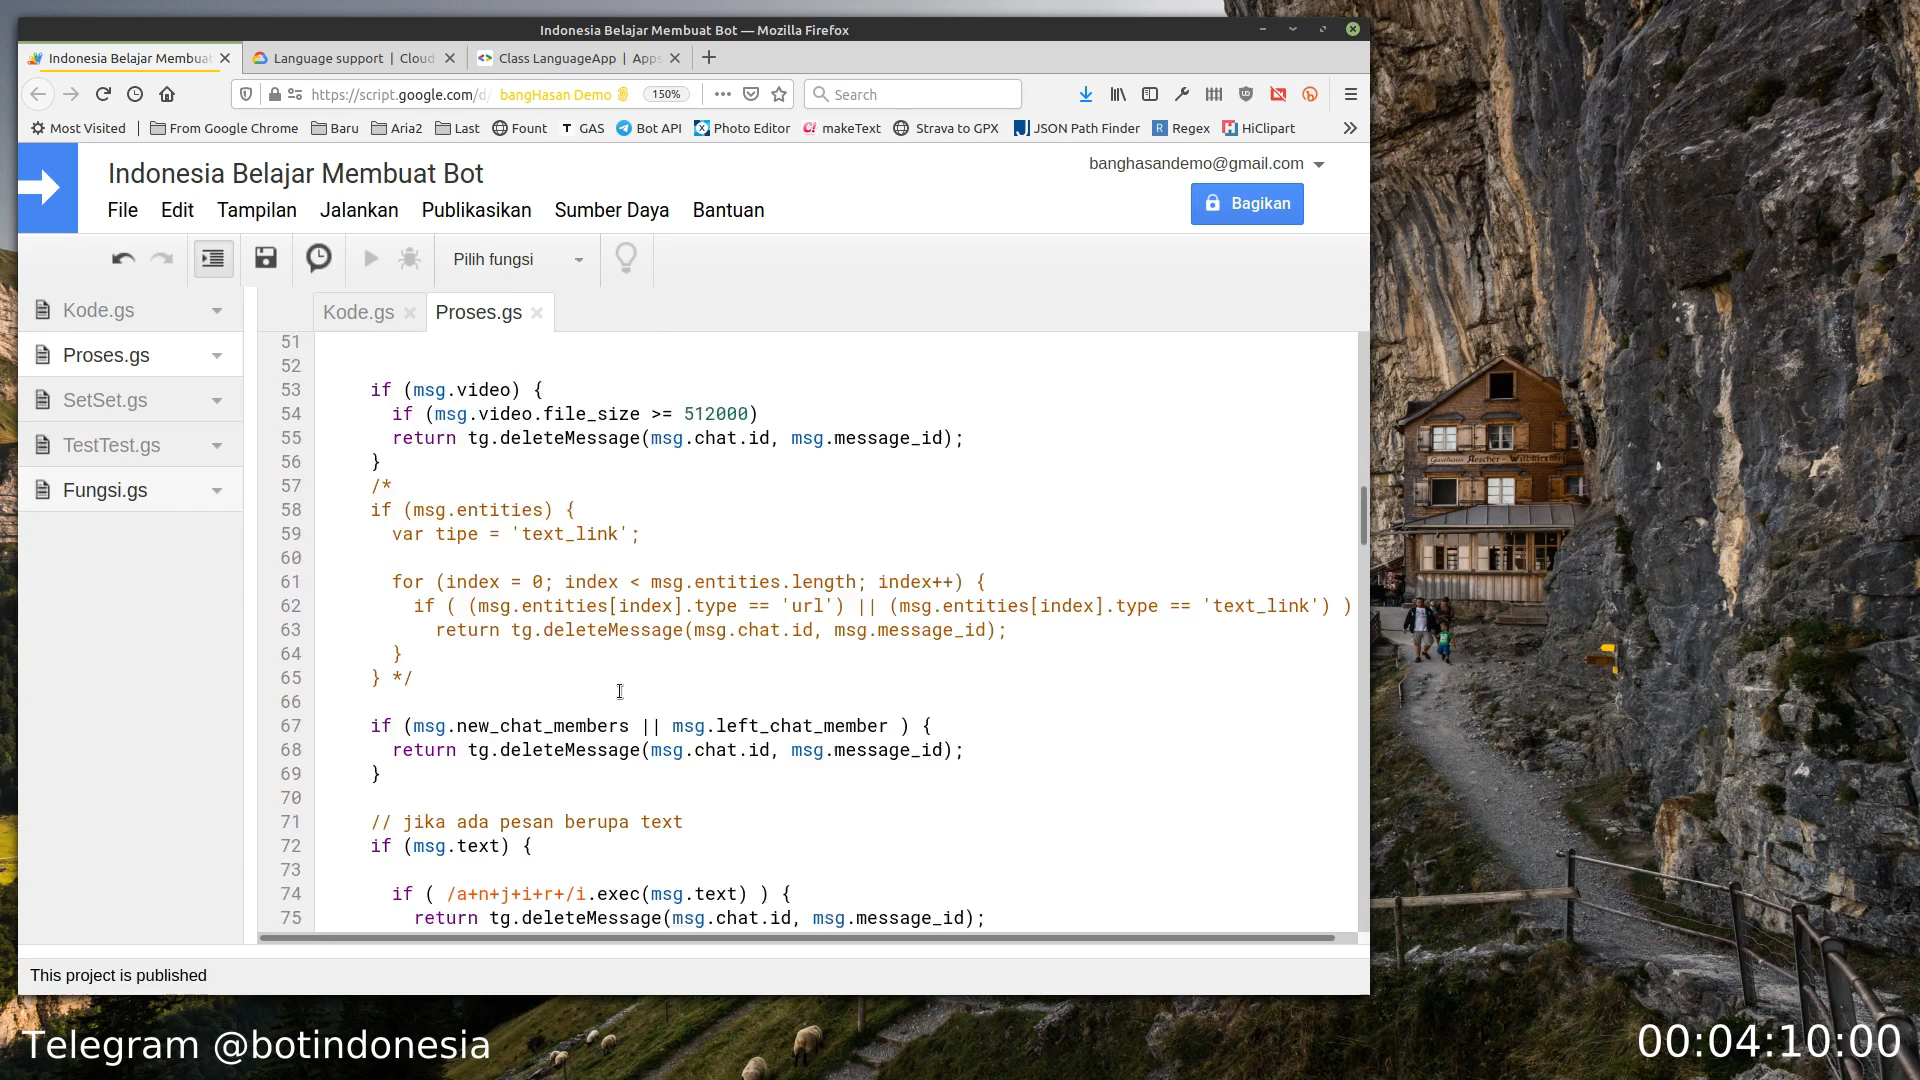 Indonesia Belajar Membuat Bot — Mozilla Firefox
Indonesia Belajar Membuat
Language support | Cloud
Class LanguageApp | Apps
https://script.google.com/d/
bangHasan Demo
150%
Search
Most Visited
From Google Chrome
Baru
Aria2
Last
Fount
T GAS
Bot API
Photo Editor
makeText
Strava to GPX
JSON Path Finder
R Regex
HiClipart
Indonesia Belajar Membuat Bot
banghasandemo@gmail.com
File Edit Tampilan Jalankan Publikasikan Sumber Daya Bantuan
Bagikan
Pilih fungsi
Kode.gs
Proses.gs
SetSet.gs
TestTest.gs
Fungsi.gs
Kode.gs
Proses.gs
51
52
53 if (msg.video) {
54 if (msg.video.file_size >= 512000)
55 return tg.deleteMessage(msg.chat.id, msg.message_id);
56 }
57 /*
58 if (msg.entities) {
59 var tipe = 'text_link';
60
61 for (index = 0; index < msg.entities.length; index++) {
62 if ( (msg.entities[index].type == 'url') || (msg.entities[index].type == 'text_link') )
63 return tg.deleteMessage(msg.chat.id, msg.message_id);
64 }
65 } */
66
67 if (msg.new_chat_members || msg.left_chat_member ) {
68 return tg.deleteMessage(msg.chat.id, msg.message_id);
69 }
70
71 // jika ada pesan berupa text
72 if (msg.text) {
73
74 if ( /a+n+j+i+r+/i.exec(msg.text) ) {
75 return tg.deleteMessage(msg.chat.id, msg.message_id);
This project is published
Telegram @botindonesia
00:04:10:00